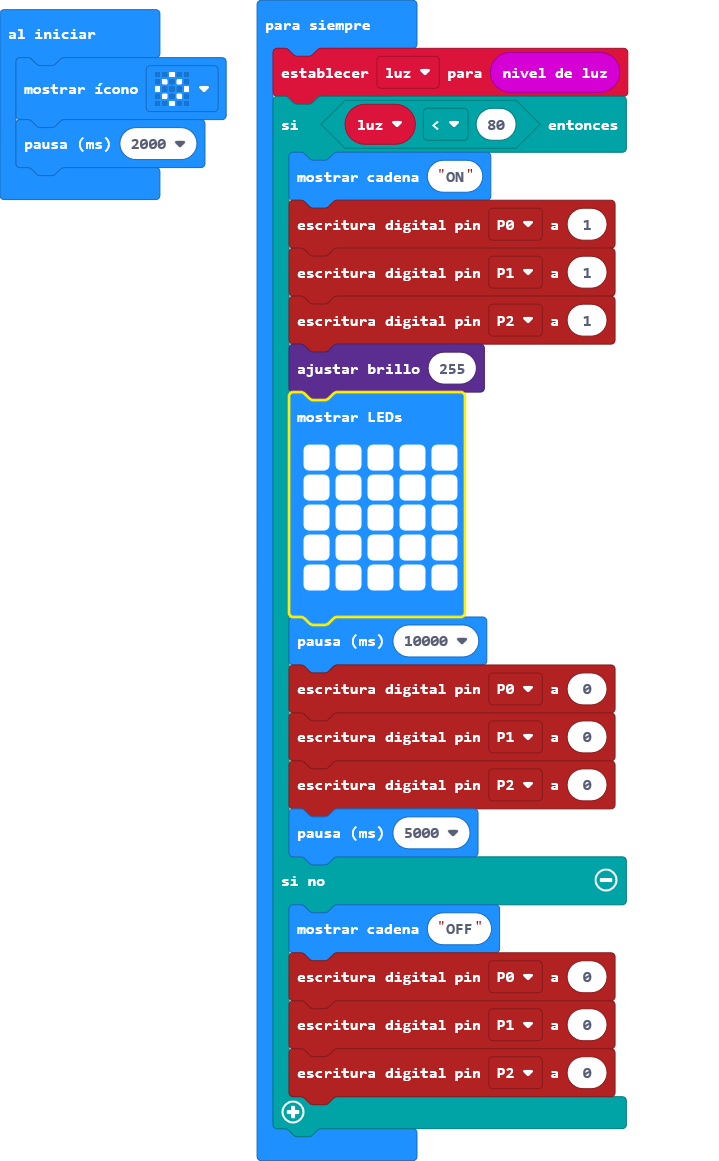 al iniciar
mostrar ícono
pausa (ms) 2000
para siempre
establecer luz para nivel de luz
si luz < 80 entonces
mostrar cadena "ON"
escritura digital pin P0 a 1
escritura digital pin P1 a 1
escritura digital pin P2 a 1
ajustar brillo 255
mostrar LEDs
pausa (ms) 10000
escritura digital pin P0 a 0
escritura digital pin P1 a 0
escritura digital pin P2 a 0
pausa (ms) 5000
si no
mostrar cadena "OFF"
escritura digital pin P0 a 0
escritura digital pin P1 a 0
escritura digital pin P2 a 0